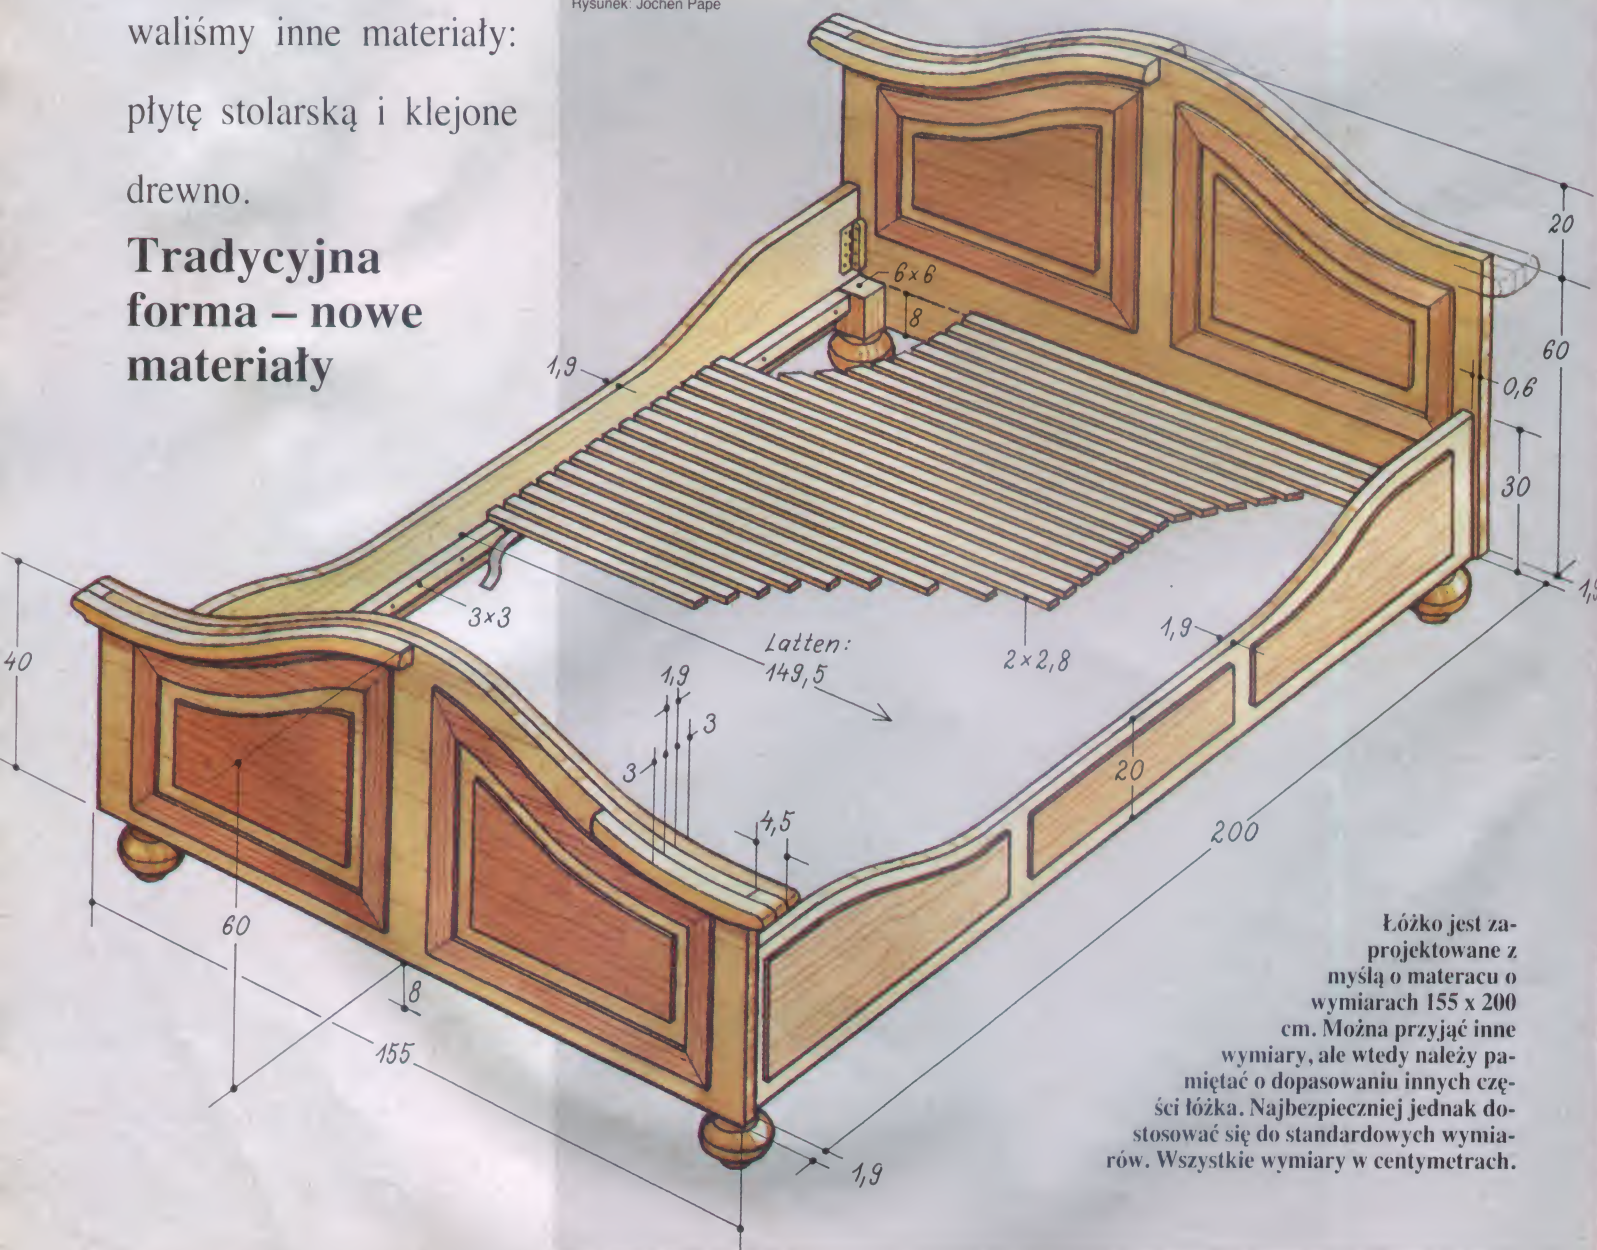 Rysunek: Jochen Pape
waliśmy inne materiały:
płytę stolarską i klejone
drewno.
Tradycyjna
forma – nowe
materiały
20
6×6
8
60
1,9
0,6
30
40
3×3
Latten:
149,5
2×2,8
1,9
1,9
3
3
20
4,5
200
60
8
155
1,9
Łóżko jest za-
projektowane z
myślą o materacu o
wymiarach 155 x 200
cm. Można przyjąć inne
wymiary, ale wtedy należy pa-
miętać o dopasowaniu innych czę-
ści łóżka. Najbezpieczniej jednak do-
stosować się do standardowych wymia-
rów. Wszystkie wymiary w centymetrach.